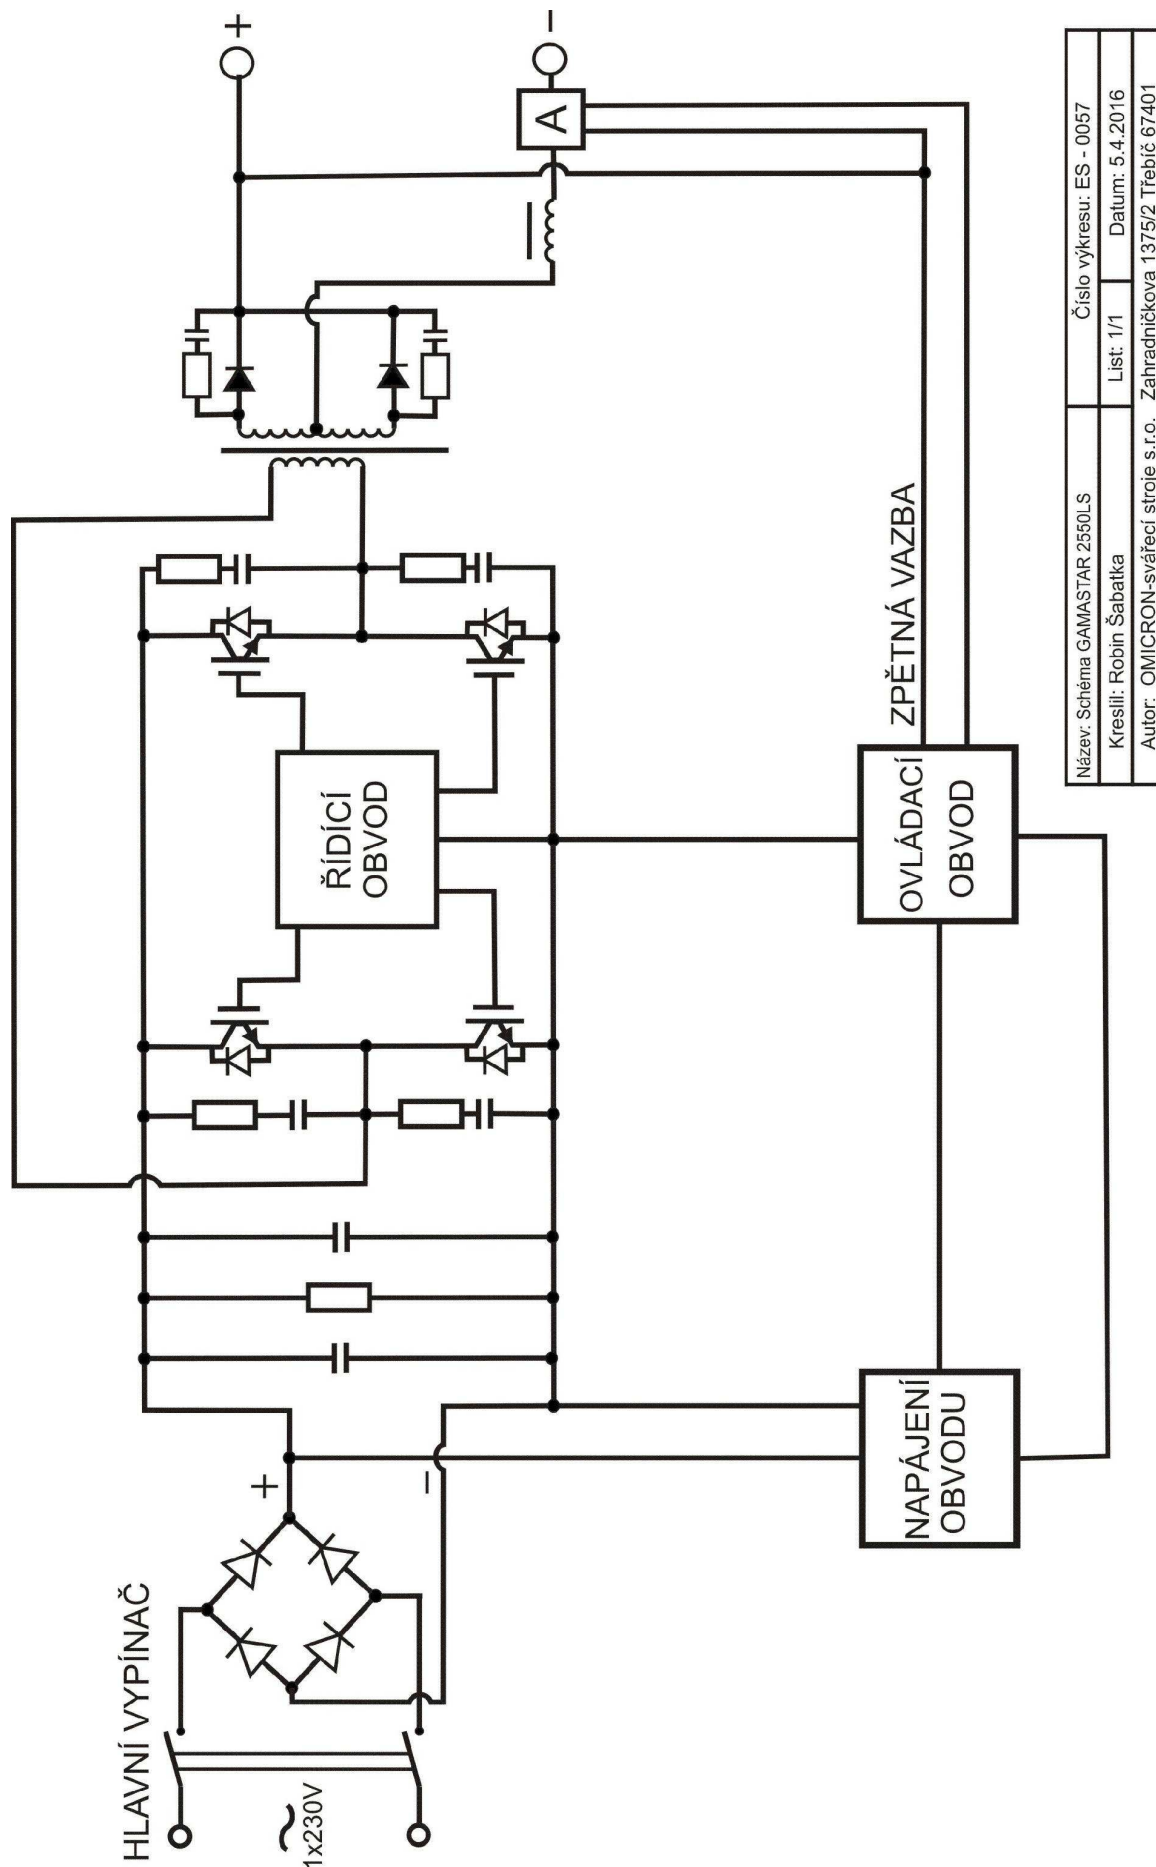 HLAVNÍ VYPÍNAČ
~
1x230V
+
−
ŘÍDÍCÍ
OBVOD
NAPÁJENÍ
OBVODU
OVLÁDACÍ
OBVOD
ZPĚTNÁ VAZBA
A
+
−
Název: Schéma GAMASTAR 2550LS Číslo výkresu: ES - 0057
Kreslil: Robin Šabatka List: 1/1 Datum: 5.4.2016
Autor: OMICRON-svářecí stroje s.r.o. Zahradníčkova 1375/2 Třebíč 67401